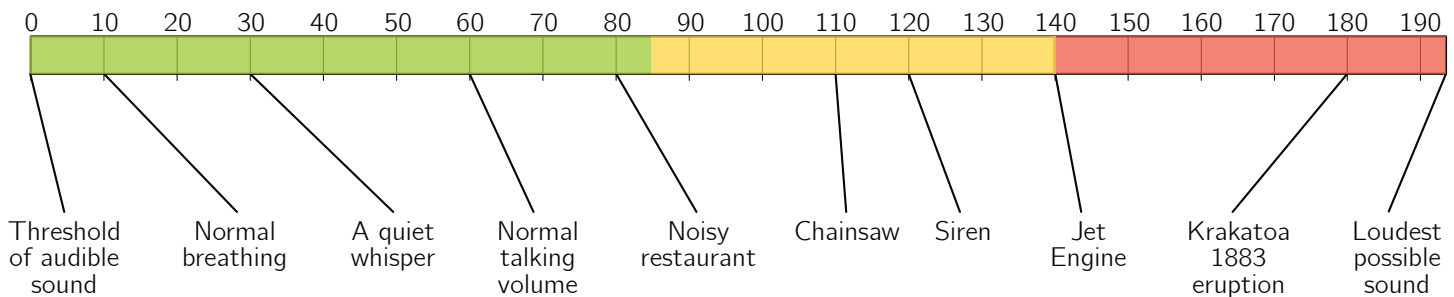 0 10 20 30 40 50 60 70 80 90 100 110 120 130 140 150 160 170 180 190
Threshold
of audible
sound
Normal
breathing
A quiet
whisper
Normal
talking
volume
Noisy
restaurant
Chainsaw
Siren
Jet
Engine
Krakatoa
1883
eruption
Loudest
possible
sound